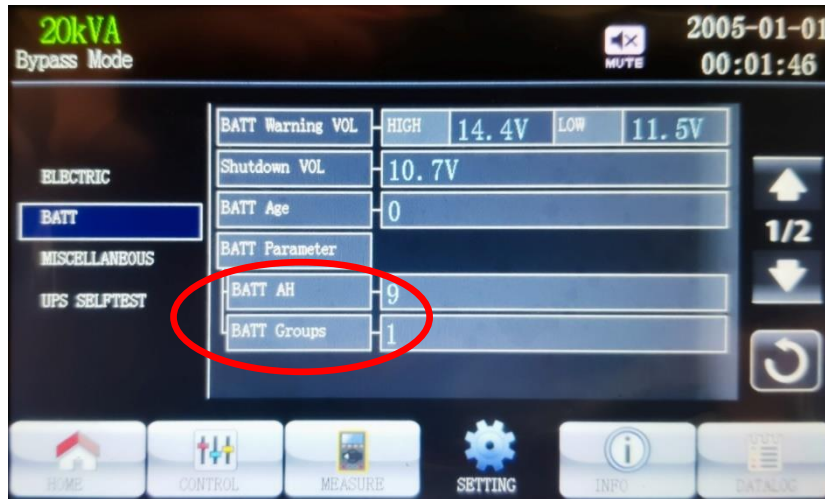 20kVA
Bypass Mode
MUTE
2005-01-01
00:01:46
ELECTRIC
BATT
MISCELLANEOUS
UPS SELFTEST
BATT Warning VOL HIGH 14.4V LOW 11.5V
Shutdown VOL 10.7V
BATT Age 0
BATT Parameter
BATT AH 9
BATT Groups 1
1/2
HOME CONTROL MEASURE SETTING INFO DATALOG